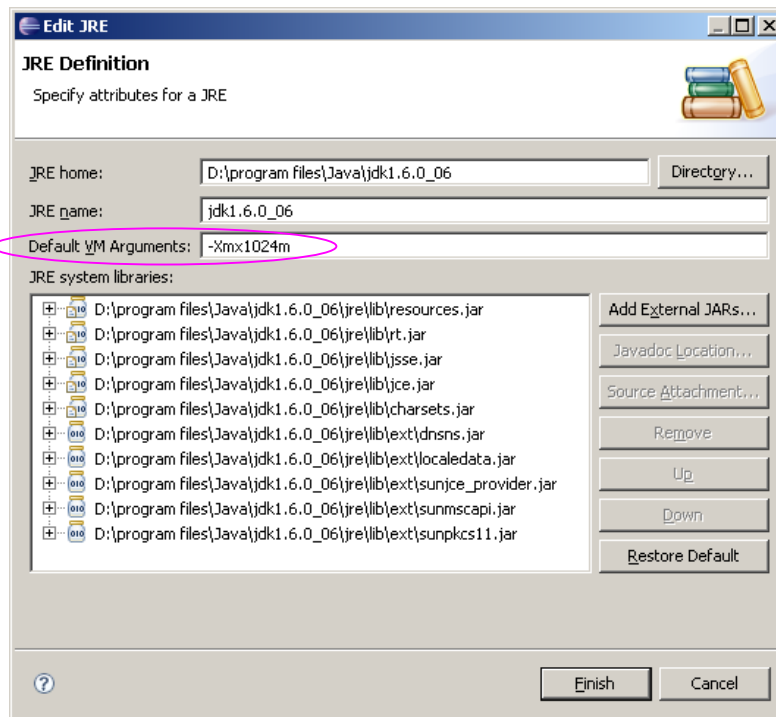 Edit JRE
JRE Definition
Specify attributes for a JRE
JRE home: D:\program files\Java\jdk1.6.0_06 Directory...
JRE name: jdk1.6.0_06
Default VM Arguments: -Xmx1024m
JRE system libraries:
D:\program files\Java\jdk1.6.0_06\jre\lib\resources.jar Add External JARs...
D:\program files\Java\jdk1.6.0_06\jre\lib\rt.jar
D:\program files\Java\jdk1.6.0_06\jre\lib\jsse.jar Javadoc Location...
D:\program files\Java\jdk1.6.0_06\jre\lib\jce.jar Source Attachment...
D:\program files\Java\jdk1.6.0_06\jre\lib\charsets.jar
D:\program files\Java\jdk1.6.0_06\jre\lib\ext\dnsns.jar Remove
D:\program files\Java\jdk1.6.0_06\jre\lib\ext\localedata.jar
D:\program files\Java\jdk1.6.0_06\jre\lib\ext\sunjce_provider.jar Up
D:\program files\Java\jdk1.6.0_06\jre\lib\ext\sunmscapi.jar Down
D:\program files\Java\jdk1.6.0_06\jre\lib\ext\sunpkcs11.jar
Restore Default
? Finish Cancel